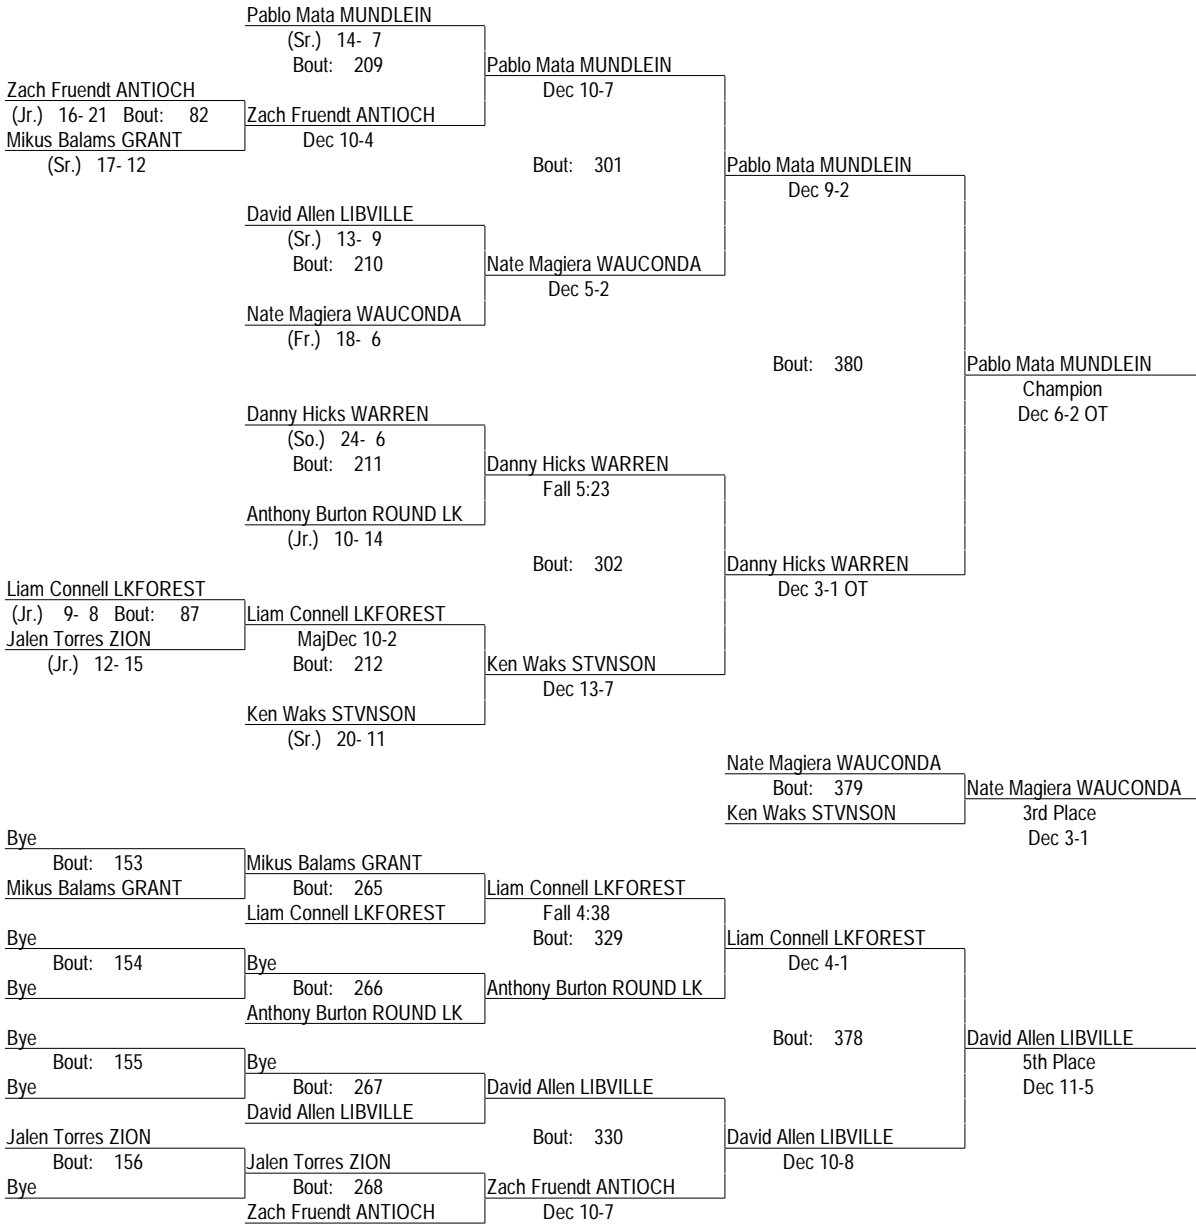 Pablo Mata MUNDLEIN
(Sr.) 14- 7
Bout: 209 Pablo Mata MUNDLEIN
Zach Fruendt ANTIOCH Dec 10-7
(Jr.) 16- 21 Bout: 82 Zach Fruendt ANTIOCH
Mikus Balams GRANT Dec 10-4
(Sr.) 17- 12 Bout: 301 Pablo Mata MUNDLEIN
Dec 9-2
David Allen LIBVILLE
(Sr.) 13- 9
Bout: 210 Nate Magiera WAUCONDA
Dec 5-2
Nate Magiera WAUCONDA
(Fr.) 18- 6
Bout: 380 Pablo Mata MUNDLEIN
Champion
Danny Hicks WARREN Dec 6-2 OT
(So.) 24- 6
Bout: 211 Danny Hicks WARREN
Fall 5:23
Anthony Burton ROUND LK
(Jr.) 10- 14
Bout: 302 Danny Hicks WARREN
Liam Connell LKFOREST Dec 3-1 OT
(Jr.) 9- 8 Bout: 87 Liam Connell LKFOREST
Jalen Torres ZION MajDec 10-2
(Jr.) 12- 15 Bout: 212 Ken Waks STVNSON
Dec 13-7
Ken Waks STVNSON
(Sr.) 20- 11
Nate Magiera WAUCONDA
Bout: 379 Nate Magiera WAUCONDA
Ken Waks STVNSON 3rd Place
Bye Dec 3-1
Bout: 153 Mikus Balams GRANT
Mikus Balams GRANT Bout: 265 Liam Connell LKFOREST
Liam Connell LKFOREST Fall 4:38
Bye Bout: 329 Liam Connell LKFOREST
Bout: 154 Bye Dec 4-1
Bye Bout: 266 Anthony Burton ROUND LK
Anthony Burton ROUND LK
Bye Bout: 378 David Allen LIBVILLE
Bout: 155 Bye 5th Place
Bye Bout: 267 David Allen LIBVILLE Dec 11-5
David Allen LIBVILLE
Jalen Torres ZION Bout: 330 David Allen LIBVILLE
Bout: 156 Jalen Torres ZION Dec 10-8
Bye Bout: 268 Zach Fruendt ANTIOCH
Zach Fruendt ANTIOCH Dec 10-7